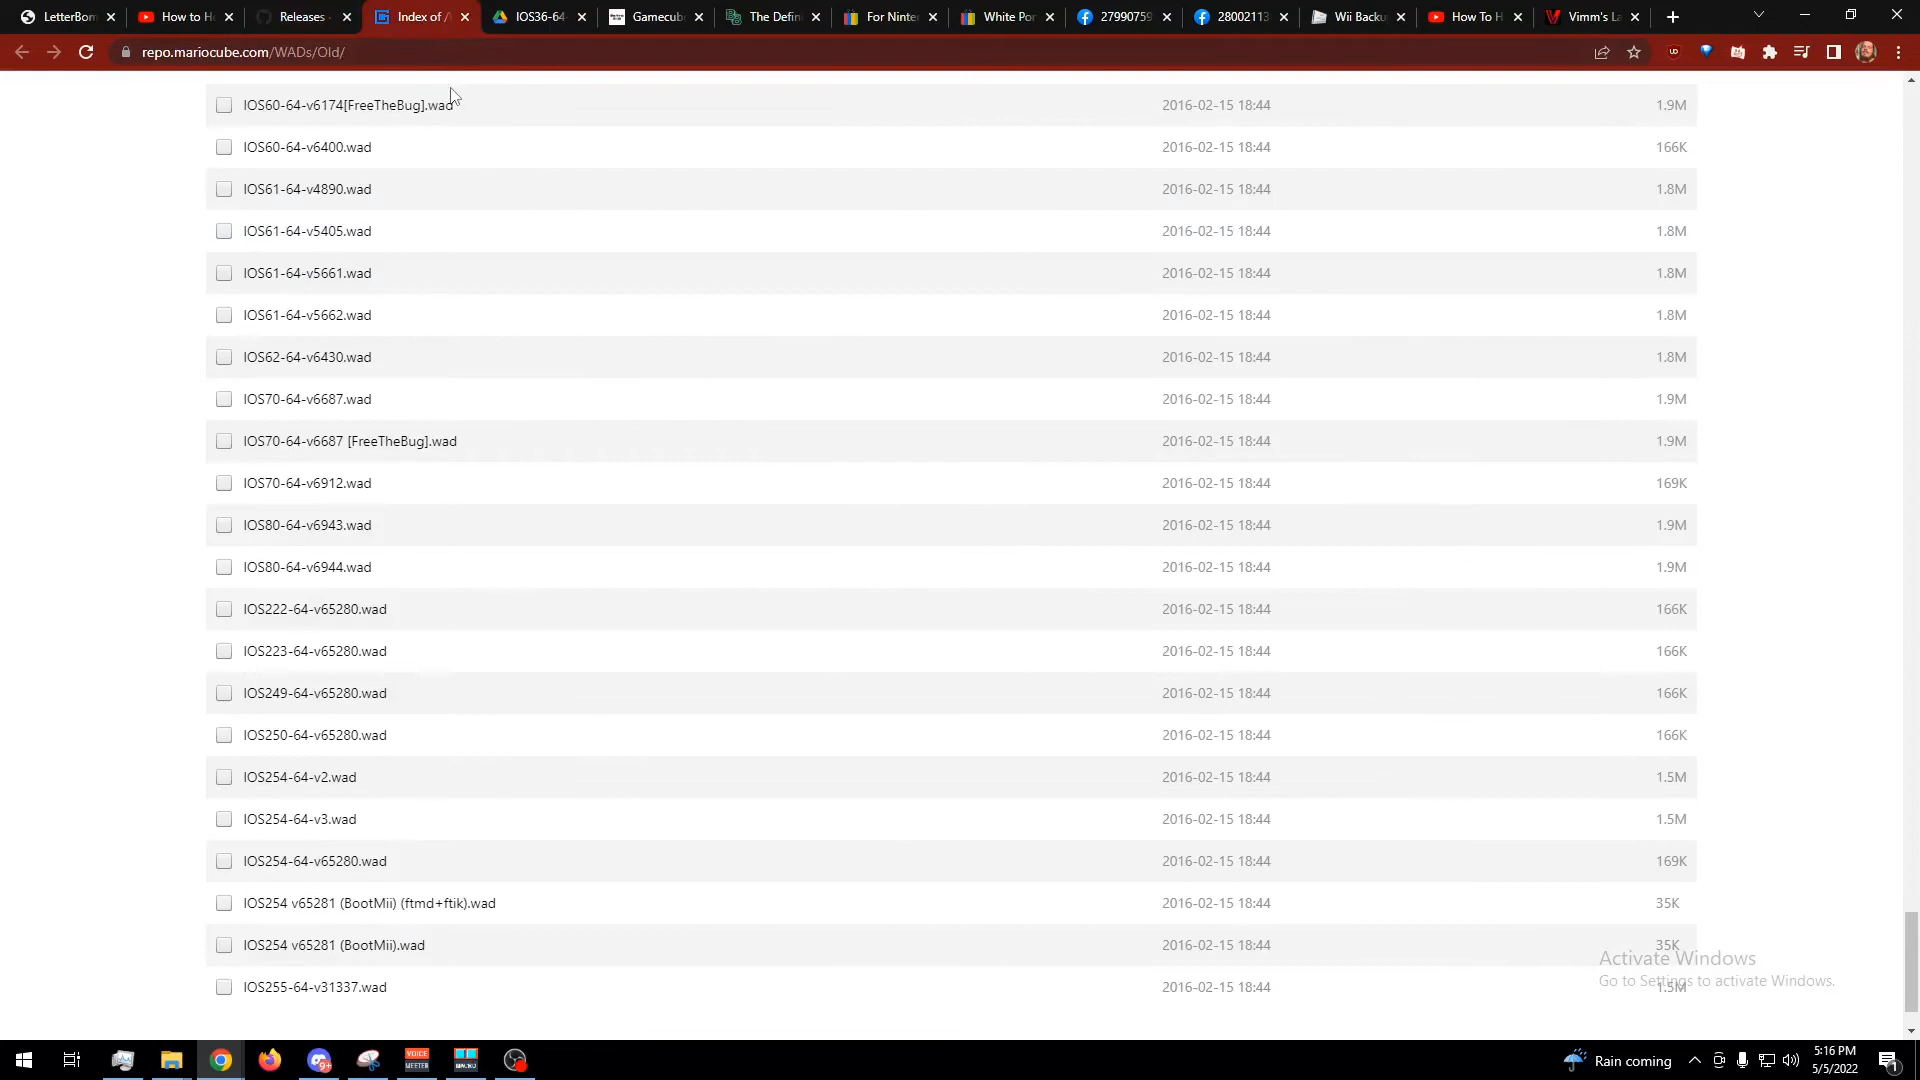 LetterBom
How to H
Releases
Index of /
IOS36-64-
Gamecub
The Defin
For Ninte
White Por
27990759
28002113
Wii Backu
How To H
Vimm's La
repo.mariocube.com/WADs/Old/
IOS60-64-v6174[FreeTheBug].wad 2016-02-15 18:44 1.9M
IOS60-64-v6400.wad 2016-02-15 18:44 166K
IOS61-64-v4890.wad 2016-02-15 18:44 1.8M
IOS61-64-v5405.wad 2016-02-15 18:44 1.8M
IOS61-64-v5661.wad 2016-02-15 18:44 1.8M
IOS61-64-v5662.wad 2016-02-15 18:44 1.8M
IOS62-64-v6430.wad 2016-02-15 18:44 1.8M
IOS70-64-v6687.wad 2016-02-15 18:44 1.9M
IOS70-64-v6687 [FreeTheBug].wad 2016-02-15 18:44 1.9M
IOS70-64-v6912.wad 2016-02-15 18:44 169K
IOS80-64-v6943.wad 2016-02-15 18:44 1.9M
IOS80-64-v6944.wad 2016-02-15 18:44 1.9M
IOS222-64-v65280.wad 2016-02-15 18:44 166K
IOS223-64-v65280.wad 2016-02-15 18:44 166K
IOS249-64-v65280.wad 2016-02-15 18:44 166K
IOS250-64-v65280.wad 2016-02-15 18:44 166K
IOS254-64-v2.wad 2016-02-15 18:44 1.5M
IOS254-64-v3.wad 2016-02-15 18:44 1.5M
IOS254-64-v65280.wad 2016-02-15 18:44 169K
IOS254 v65281 (BootMii) (ftmd+ftik).wad 2016-02-15 18:44 35K
IOS254 v65281 (BootMii).wad 2016-02-15 18:44 35K
Activate Windows
Go to Settings to activate Windows.
IOS255-64-v31337.wad 2016-02-15 18:44 1.5M
VOICE
MEETER
MACRO
9+
Rain coming
5:16 PM
5/5/2022
1